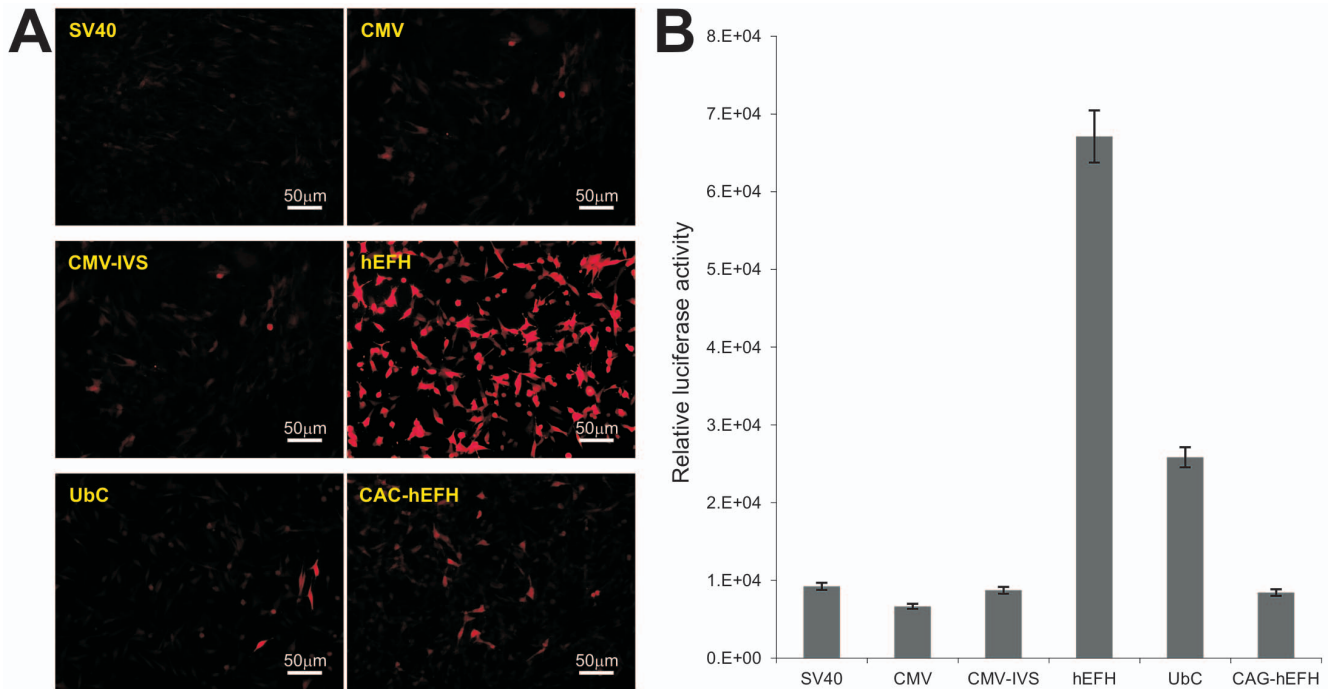 A
SV40
50μm
CMV
50μm
CMV-IVS
50μm
hEFH
50μm
UbC
50μm
CAC-hEFH
50μm
B
Relative luciferase activity
8.E+04
7.E+04
6.E+04
5.E+04
4.E+04
3.E+04
2.E+04
1.E+04
0.E+00
SV40 CMV CMV-IVS hEFH UbC CAG-hEFH